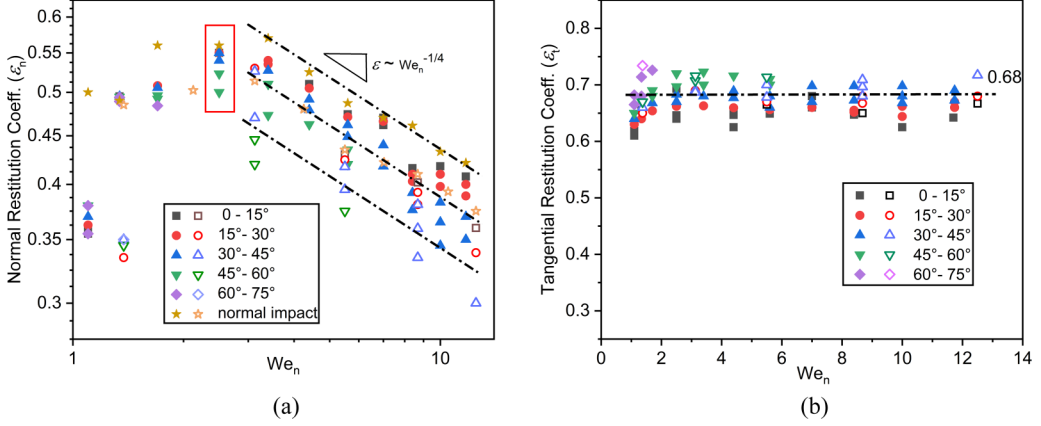 (a)
Normal Restitution Coeff. (εn)
0.6
0.55
0.5
0.45
0.4
0.35
0.3
ε ~ Wen-1/4
0 - 15°
15°- 30°
30°- 45°
45°- 60°
60°- 75°
normal impact
1
10
Wen
(a)
(b)
Tangential Restitution Coeff. (εt)
0.8
0.7
0.6
0.5
0.4
0.3
0.68
0 - 15°
15°- 30°
30°- 45°
45°- 60°
60°- 75°
0
2
4
6
8
10
12
14
Wen
(b)